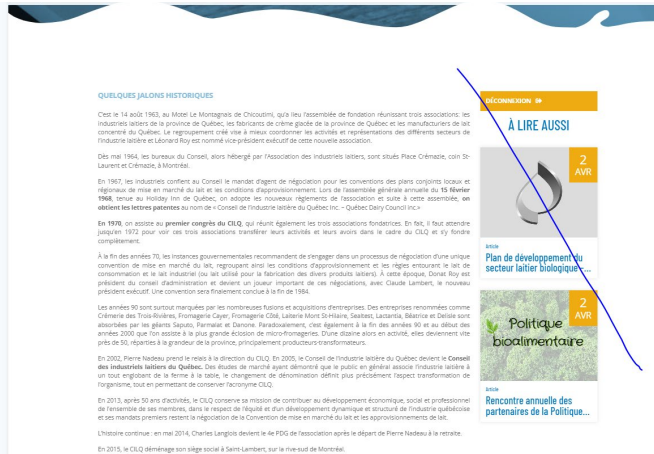 QUELQUES JALONS HISTORIQUES
C'est le 14 août 1963, au Motel Le Montagnais de Chicoutimi, qu'a lieu l'assemblée de fondation réunissant trois associations: les
industriels laitiers de la province de Québec, les fabricants de crème glacée de la province de Québec et les manufacturiers de lait
concentré du Québec. Le regroupement créé vise à mieux coordonner les activités et représentations des différents secteurs de
l'industrie laitière et Léonard Roy est nommé vice-président exécutif de cette nouvelle association.
Dès mai 1964, les bureaux du Conseil, alors hébergé par l'Association des industriels laitiers, sont situés Place Crémazie, coin St-
Laurent et Crémazie, à Montréal.
En 1967, les industriels confient au Conseil le mandat d'agent de négociation pour les conventions des plans conjoints locaux et
régionaux de mise en marché du lait et les conditions d'approvisionnement. Lors de l'assemblée générale annuelle du 15 février
1968, tenue au Holiday Inn de Québec, on adopte les nouveaux règlements de l'association et suite à cette assemblée, on
obtient les lettres patentes au nom de « Conseil de l'Industrie laitière du Québec Inc. – Québec Dairy Council Inc.»
En 1970, on assiste au premier congrès du CILQ, qui réunit également les trois associations fondatrices. En fait, il faut attendre
jusqu'en 1972 pour voir ces trois associations transférer leurs activités et leurs avoirs dans le cadre du CILQ et s'y fondre
complètement.
À la fin des années 70, les instances gouvernementales recommandent de s'engager dans un processus de négociation d'une unique
convention de mise en marché du lait, regroupant ainsi les conditions d'approvisionnement et les règles entourant le lait de
consommation et le lait industriel (ou lait utilisé pour la fabrication des divers produits laitiers). À cette époque, Donat Roy est
président du conseil d'administration et devient un joueur important de ces négociations, avec Claude Lambert, le nouveau
président exécutif. Une convention sera finalement conclue à la fin de 1984.
Les années 90 sont surtout marquées par les nombreuses fusions et acquisitions d'entreprises. Des entreprises renommées comme
Crèmerie des Trois-Rivières, Fromagerie Cayer, Fromagerie Côté, Laiterie Mont St-Hilaire, Sealtest, Lactantia, Béatrice et Delisle sont
absorbées par les géants Saputo, Parmalat et Danone. Paradoxalement, c'est également à la fin des années 90 et au début des
années 2000 que l'on assiste à la plus grande éclosion de micro-fromageries. D'une dizaine alors en activité, elles deviennent vite
près de 50, réparties à la grandeur de la province, principalement producteurs-transformateurs.
En 2002, Pierre Nadeau prend le relais à la direction du CILQ. En 2005, le Conseil de l'industrie laitière du Québec devient le Conseil
des industriels laitiers du Québec. Des études de marché ayant démontré que le public en général associe l'industrie laitière à
un tout englobant de la ferme à la table, le changement de dénomination définit plus précisément l'aspect transformation de
l'organisme, tout en permettant de conserver l'acronyme CILQ.
En 2013, après 50 ans d'activités, le CILQ conserve sa mission de contribuer au développement économique, social et professionnel
de l'ensemble de ses membres, dans le respect de l'équité et d'un développement dynamique et structuré de l'industrie québécoise
et ses mandats premiers restent la négociation de la Convention de mise en marché du lait et les approvisionnements de lait.
L'histoire continue : en mai 2014, Charles Langlois devient le 4e PDG de l'association après le départ de Pierre Nadeau à la retraite.
En 2015, le CILQ déménage son siège social à Saint-Lambert, sur la rive-sud de Montréal.
DÉCONNEXION
À LIRE AUSSI
2
AVR
Article
Plan de développement du
secteur laitier biologique –...
2
AVR
Politique
bioalimentaire
Article
Rencontre annuelle des
partenaires de la Politique...